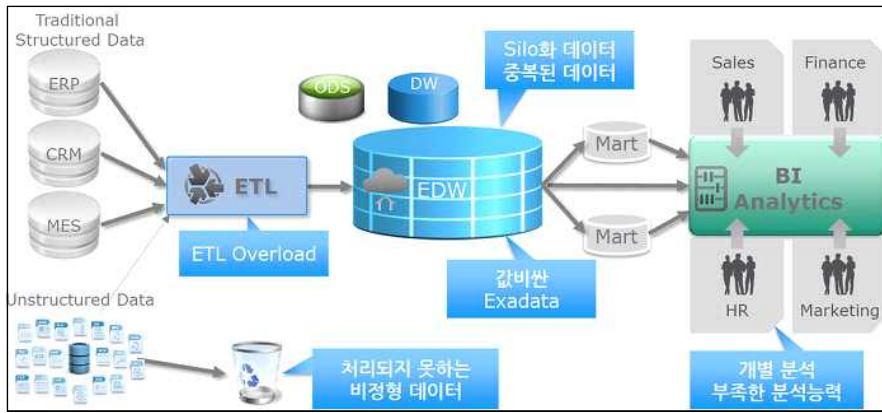 Traditional
Structured Data
ERP
CRM
MES
Unstructured Data
ETL
ETL Overload
ODS
DW
EDW
Silo화 데이터
중복된 데이터
값비싼
Exadata
처리되지 못하는
비정형 데이터
Mart
Mart
Sales
Finance
BI
Analytics
HR
Marketing
개별 분석
부족한 분석능력